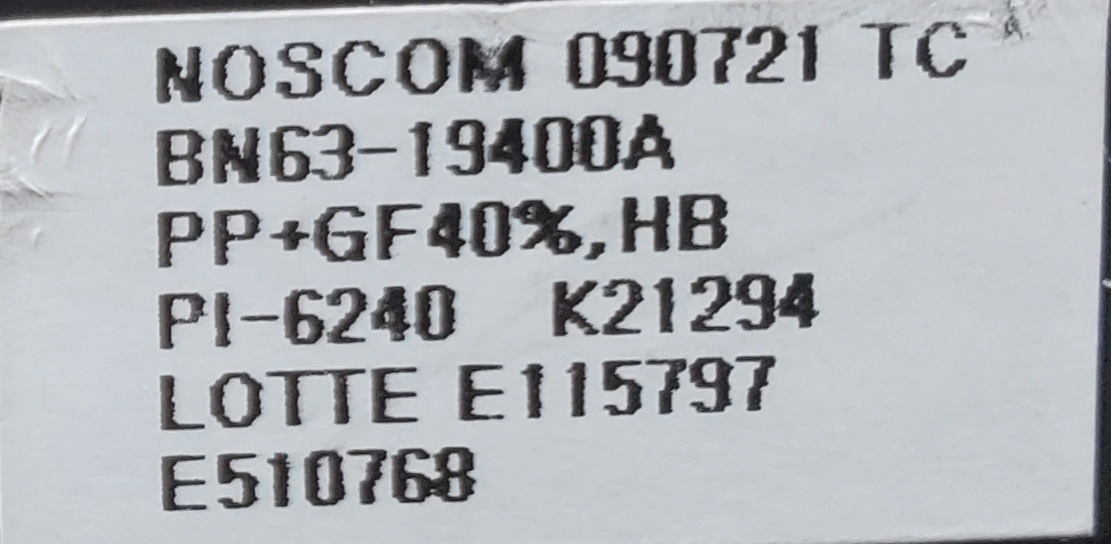 NOSCOM 090721 TC
BN63-19400A
PP+GF40%,HB
PI-6240 K21294
LOTTE E115797
E510768